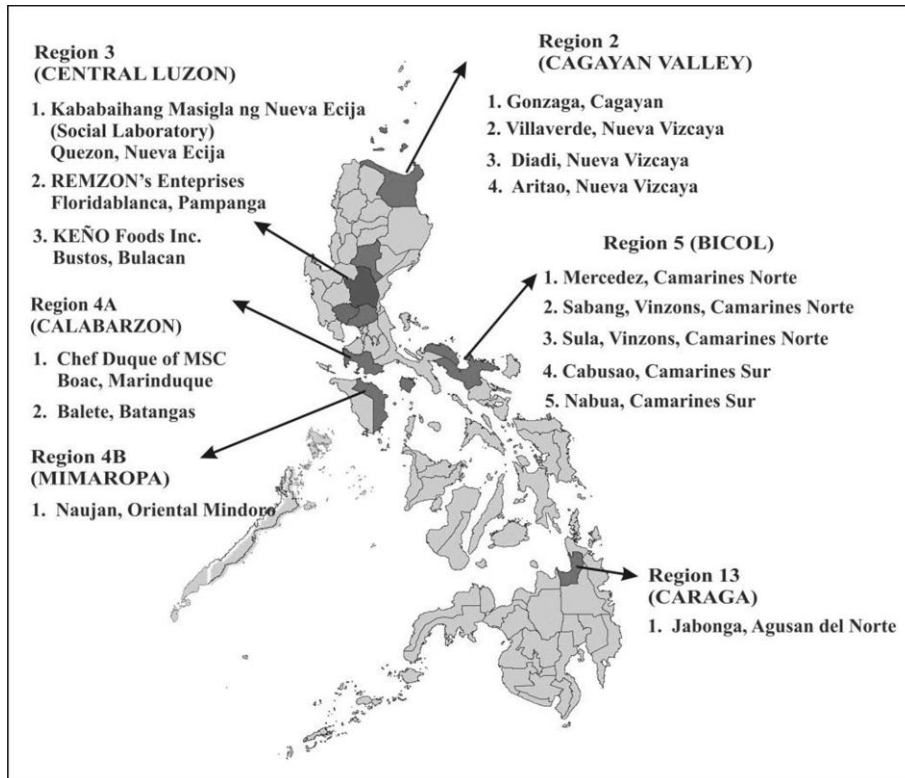 Region 3
(CENTRAL LUZON)
1. Kababaihang Masigla ng Nueva Ecija
(Social Laboratory)
Quezon, Nueva Ecija
2. REMZON's Enteprises
Floridablanca, Pampanga
3. KEÑO Foods Inc.
Bustos, Bulacan
Region 4A
(CALABARZON)
1. Chef Duque of MSC
Boac, Marinduque
2. Balete, Batangas
Region 4B
(MIMAROPA)
1. Naujan, Oriental Mindoro
Region 2
(CAGAYAN VALLEY)
1. Gonzaga, Cagayan
2. Villaverde, Nueva Vizcaya
3. Diadi, Nueva Vizcaya
4. Aritao, Nueva Vizcaya
Region 5 (BICOL)
1. Mercedez, Camarines Norte
2. Sabang, Vinzons, Camarines Norte
3. Sula, Vinzons, Camarines Norte
4. Cabusao, Camarines Sur
5. Nabua, Camarines Sur
Region 13
(CARAGA)
1. Jabonga, Agusan del Norte